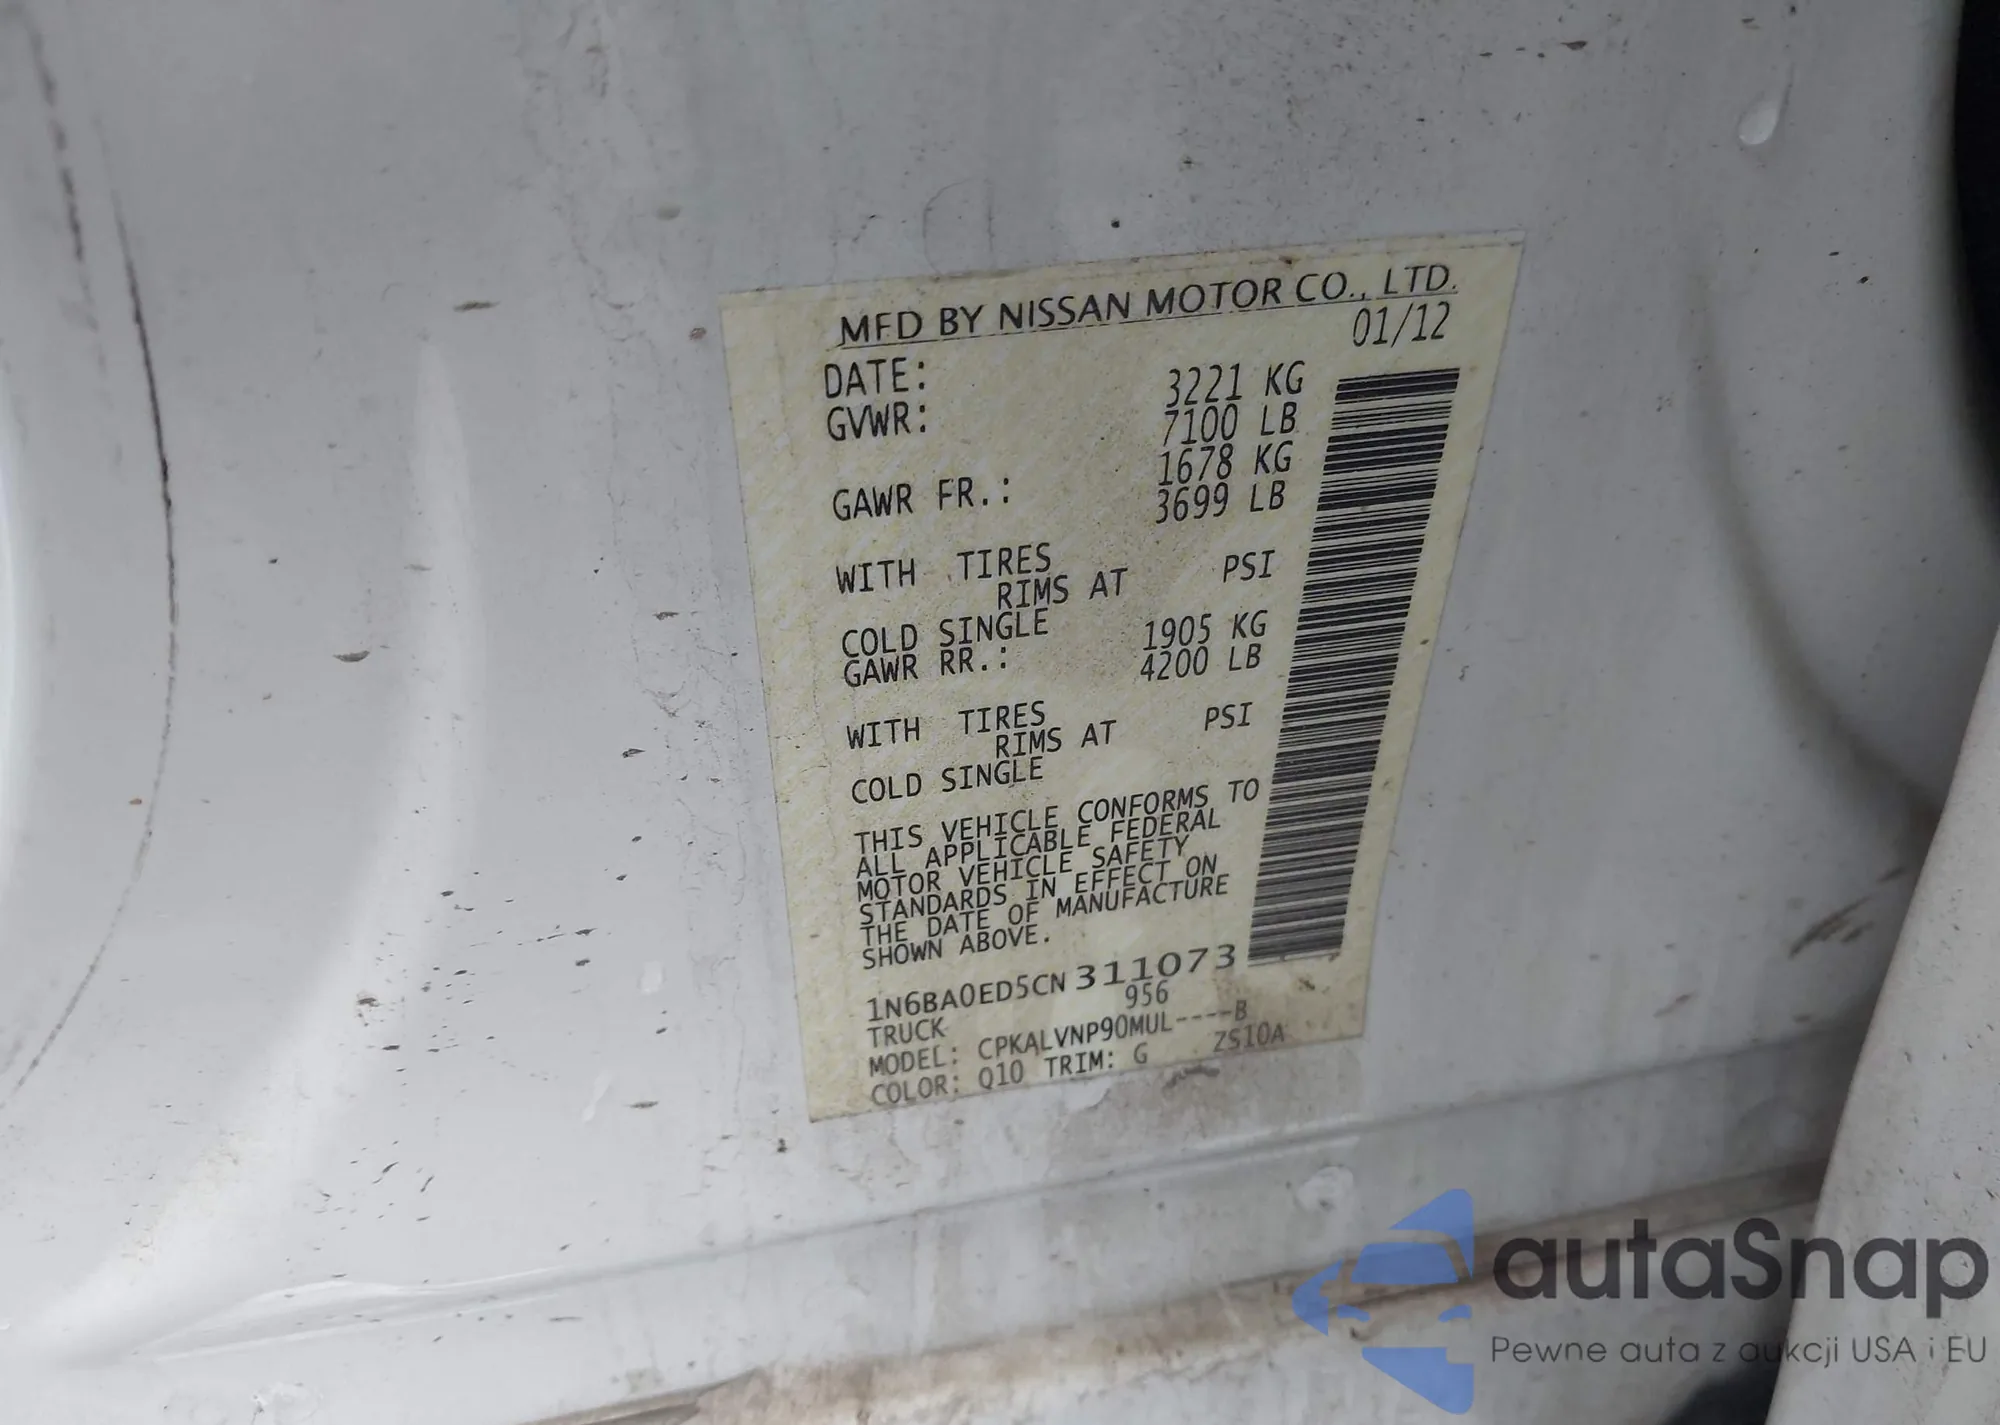 MFD BY NISSAN MOTOR CO., LTD.
DATE: 01/12
GVWR: 3221 KG
7100 LB
GAWR FR.: 1678 KG
3699 LB
WITH TIRES
RIMS AT PSI
COLD SINGLE
GAWR RR.: 1905 KG
4200 LB
WITH TIRES
RIMS AT PSI
COLD SINGLE
THIS VEHICLE CONFORMS TO
ALL APPLICABLE FEDERAL
MOTOR VEHICLE SAFETY
STANDARDS IN EFFECT ON
THE DATE OF MANUFACTURE
SHOWN ABOVE.
1N6BA0ED5CN311073
TRUCK 956
MODEL: CPKALVNP90MUL----B
COLOR: Q10 TRIM: G ZS10A
autaSnap
Pewne auta z aukcji USA i EU